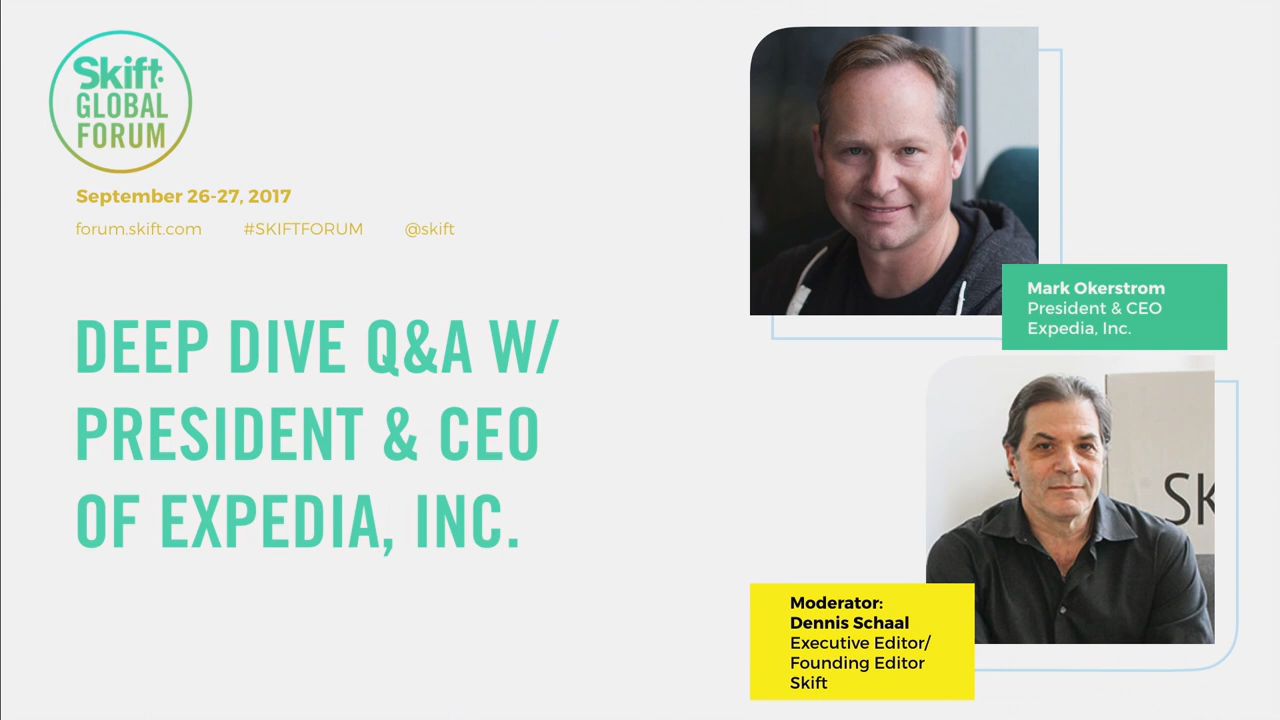 Skift
GLOBAL
FORUM
September 26-27, 2017
forum.skift.com #SKIFTFORUM @skift
DEEP DIVE Q&A W/
PRESIDENT & CEO
OF EXPEDIA, INC.
Mark Okerstrom
President & CEO
Expedia, Inc.
SK
Moderator:
Dennis Schaal
Executive Editor/
Founding Editor
Skift